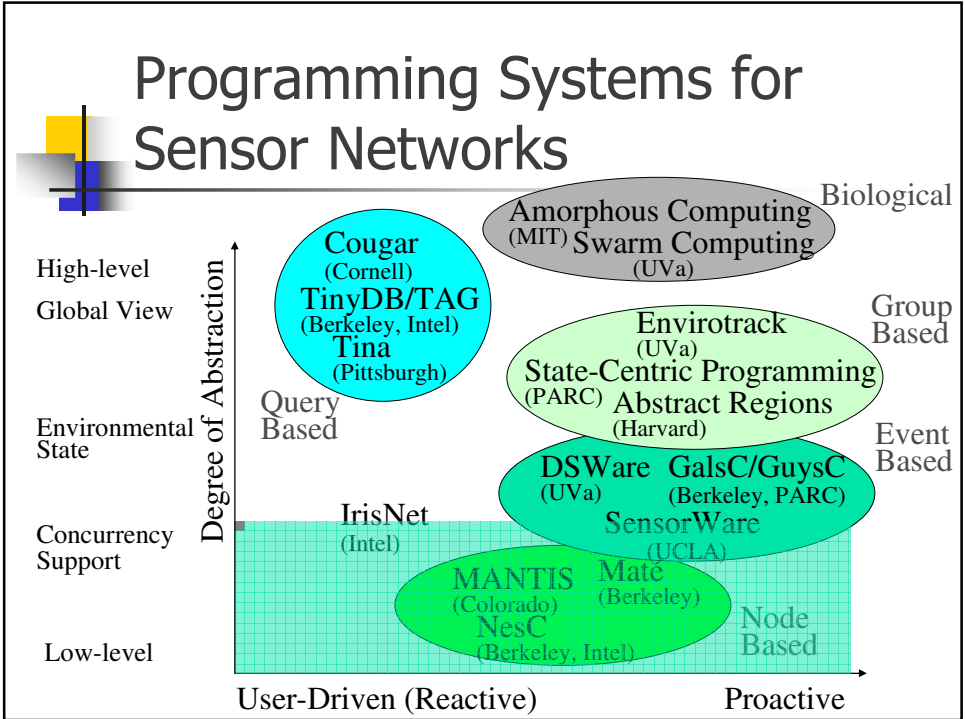 Programming Systems for
Sensor Networks
Biological
Amorphous Computing
(MIT) Swarm Computing
(UVa)
Cougar
(Cornell)
TinyDB/TAG
(Berkeley, Intel)
Tina
(Pittsburgh)
Query
Based
High-level
Global View
Environmental
State
Concurrency
Support
Low-level
Degree of Abstraction
Group
Based
Envirotrack
(UVa)
State-Centric Programming
(PARC) Abstract Regions
(Harvard)
Event
Based
DSWare GalsC/GuysC
(UVa) (Berkeley, PARC)
SensorWare
(UCLA)
IrisNet
(Intel)
MANTIS Maté
(Colorado) (Berkeley)
NesC
(Berkeley, Intel)
Node
Based
User-Driven (Reactive) Proactive